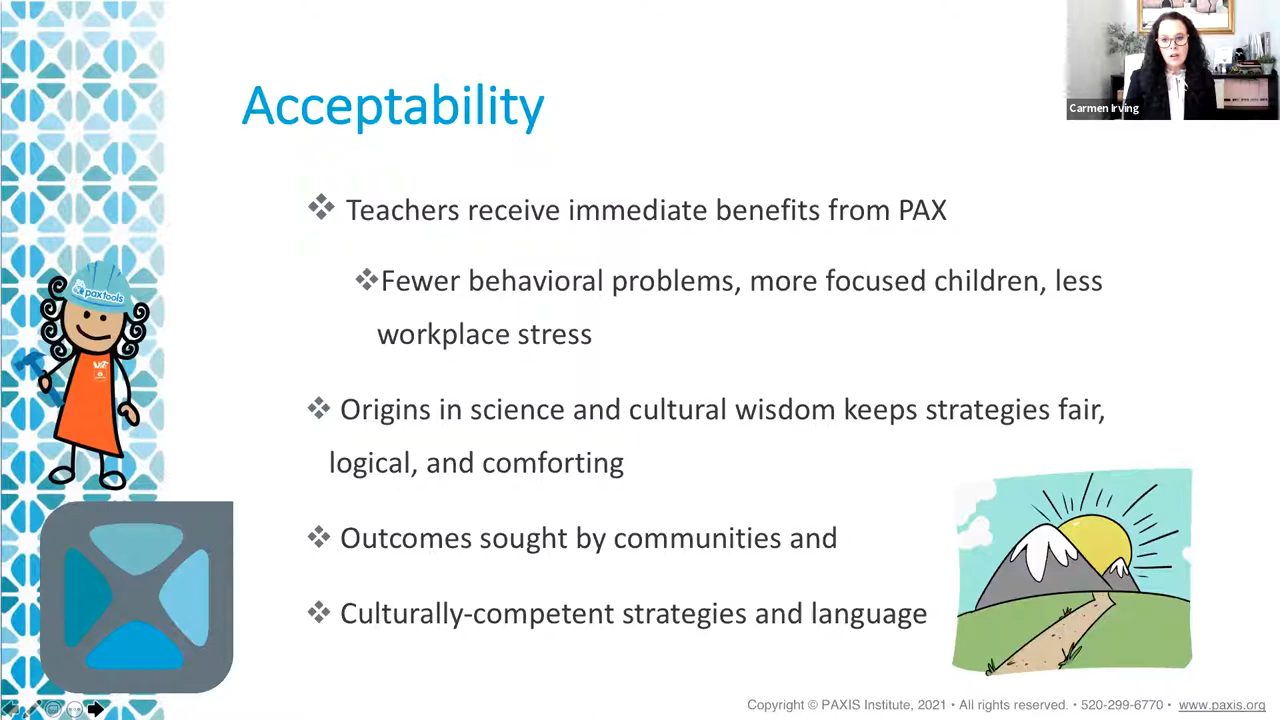 Carmen Irving
Acceptability
❖ Teachers receive immediate benefits from PAX
❖Fewer behavioral problems, more focused children, less
workplace stress
❖ Origins in science and cultural wisdom keeps strategies fair,
logical, and comforting
❖ Outcomes sought by communities and
❖ Culturally-competent strategies and language
paxtools
Copyright © PAXIS Institute, 2021 • All rights reserved. • 520-299-6770 • www.paxis.org